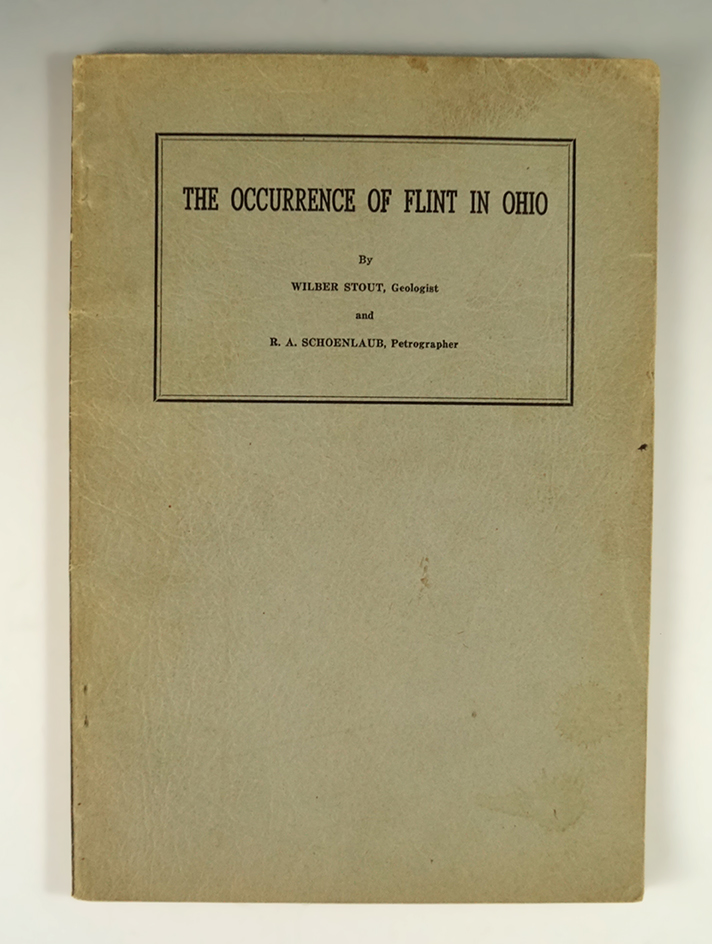 THE OCCURRENCE OF FLINT IN OHIO
By
WILBER STOUT, Geologist
and
R. A. SCHOENLAUB, Petrographer